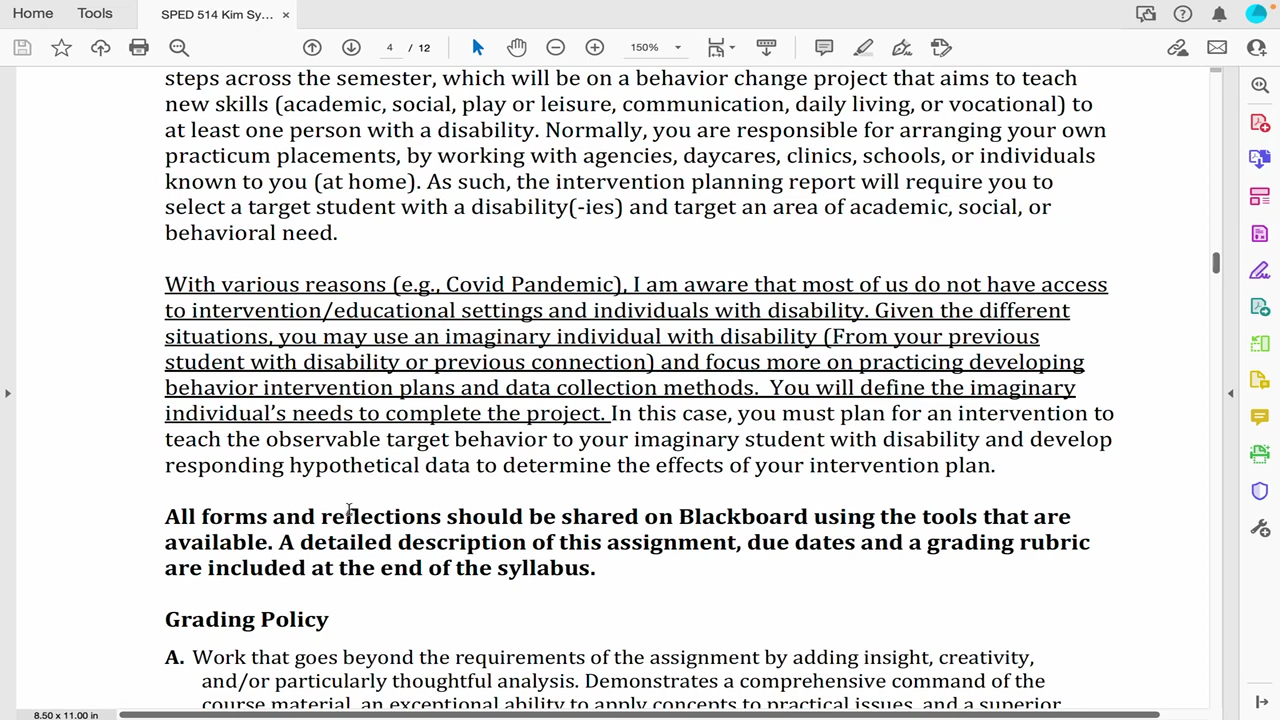 Home Tools SPED 514 Kim Sy... ×
4 / 12 150%
steps across the semester, which will be on a behavior change project that aims to teach
new skills (academic, social, play or leisure, communication, daily living, or vocational) to
at least one person with a disability. Normally, you are responsible for arranging your own
practicum placements, by working with agencies, daycares, clinics, schools, or individuals
known to you (at home). As such, the intervention planning report will require you to
select a target student with a disability(-ies) and target an area of academic, social, or
behavioral need.
With various reasons (e.g., Covid Pandemic), I am aware that most of us do not have access
to intervention/educational settings and individuals with disability. Given the different
situations, you may use an imaginary individual with disability (From your previous
student with disability or previous connection) and focus more on practicing developing
behavior intervention plans and data collection methods.  You will define the imaginary
individual’s needs to complete the project. In this case, you must plan for an intervention to
teach the observable target behavior to your imaginary student with disability and develop
responding hypothetical data to determine the effects of your intervention plan.
All forms and reflections should be shared on Blackboard using the tools that are
available. A detailed description of this assignment, due dates and a grading rubric
are included at the end of the syllabus.
Grading Policy
A. Work that goes beyond the requirements of the assignment by adding insight, creativity,
and/or particularly thoughtful analysis. Demonstrates a comprehensive command of the
course material, an exceptional ability to apply concepts to practical issues, and a superior
8.50 x 11.00 in